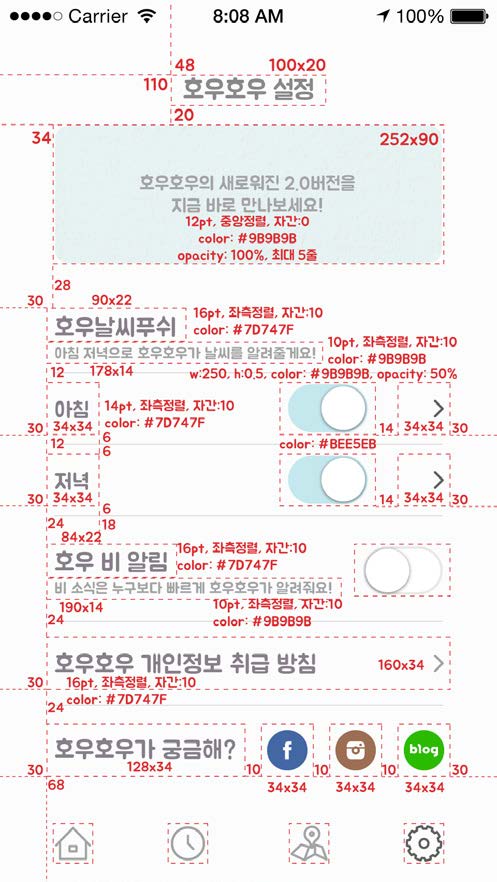 Carrier 8:08 AM 100%
48 100x20
110 호우호우 설정
20
34 252x90
호우호우의 새로워진 2.0버전을
지금 바로 만나보세요!
12pt, 중앙정렬, 자간:0
color: #9B9B9B
opacity: 100%, 최대 5줄
28
30 90x22 16pt, 좌측정렬, 자간:10
호우날씨푸쉬 color: #7D747F
10pt, 좌측정렬, 자간:10
아침 저녁으로 호우호우가 날씨를 알려줄게요! color: #9B9B9B
12 178x14 w:250, h:0.5, color: #9B9B9B, opacity: 50%
아침 14pt, 좌측정렬, 자간:10
color: #7D747F
30 34x34 14 34x34 30
12 6 color: #BEE5EB
6
저녁
30 34x34 14 34x34 30
6
24 18
84x22
호우 비 알림 16pt, 좌측정렬, 자간:10
color: #7D747F
비 소식은 누구보다 빠르게 호우호우가 알려줘요!
190x14 10pt, 좌측정렬, 자간:10
24 color: #9B9B9B
호우호우 개인정보 취급 방침 160x34
30 16pt, 좌측정렬, 자간:10
color: #7D747F
24
호우호우가 궁금해? f blog
30 128x34 10 10 10 30
68 34x34 34x34 34x34